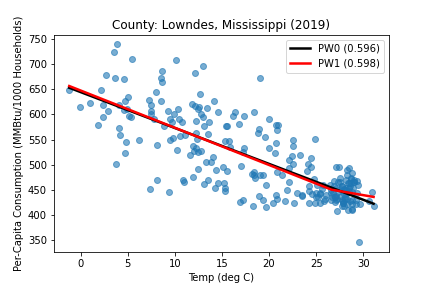 County: Lowndes, Mississippi (2019)
Per-Capita Consumption (MMBtu/1000 Households)
750
700
650
600
550
500
450
400
350
PW0 (0.596)
PW1 (0.598)
0 5 10 15 20 25 30
Temp (deg C)